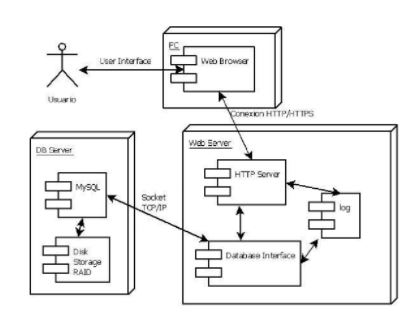 PC
User Interface
Web Browser
Usuario
Conexion HTTP/HTTPS
DB Server
Web Server
MySQL
HTTP Server
Socket
TCP/IP
log
Disk
Storage
RAID
Database Interface